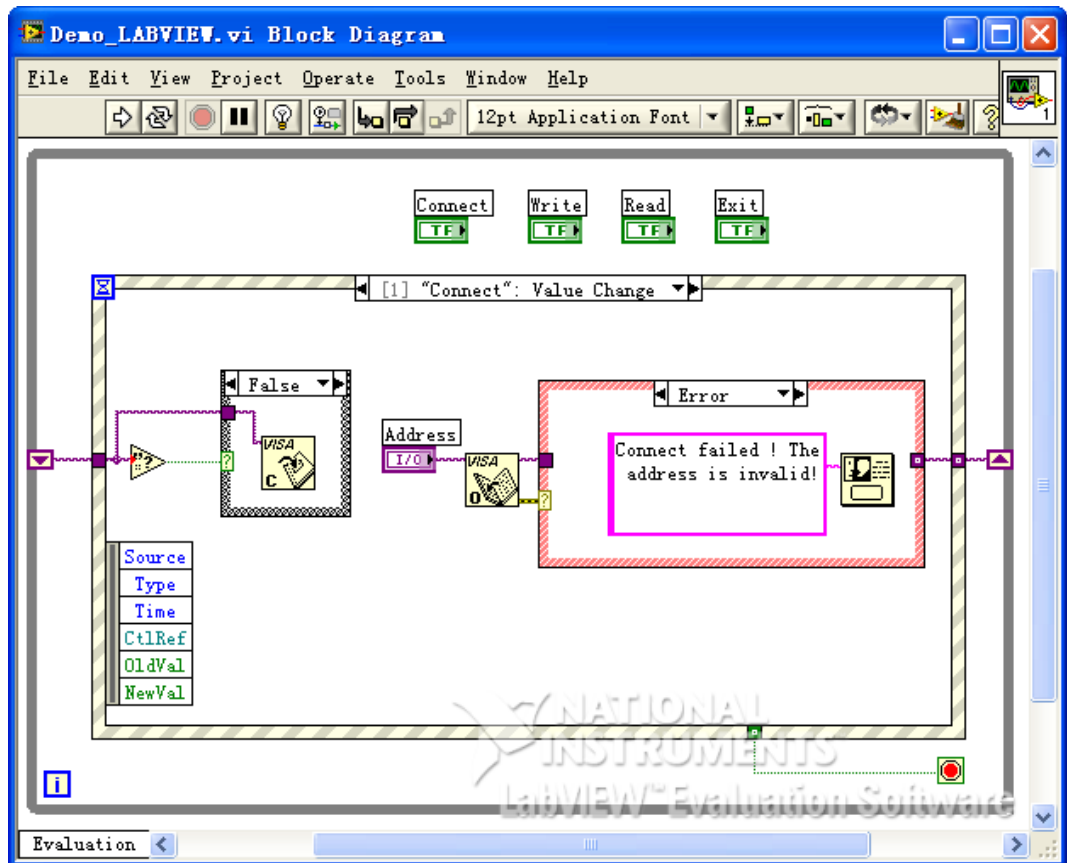 Demo_LABVIEW.vi Block Diagram
File Edit View Project Operate Tools Window Help
12pt Application Font
1
Connect Write Read Exit
TF TF TF TF
[1] "Connect": Value Change
False
Error
Address
Connect failed ! The
address is invalid!
I/O
VISA
C
VISA
O
?
?
?
Source
Type
Time
CtlRef
OldVal
NewVal
NATIONAL
INSTRUMENTS
i
LabVIEW™ Evaluation Software
Evaluation